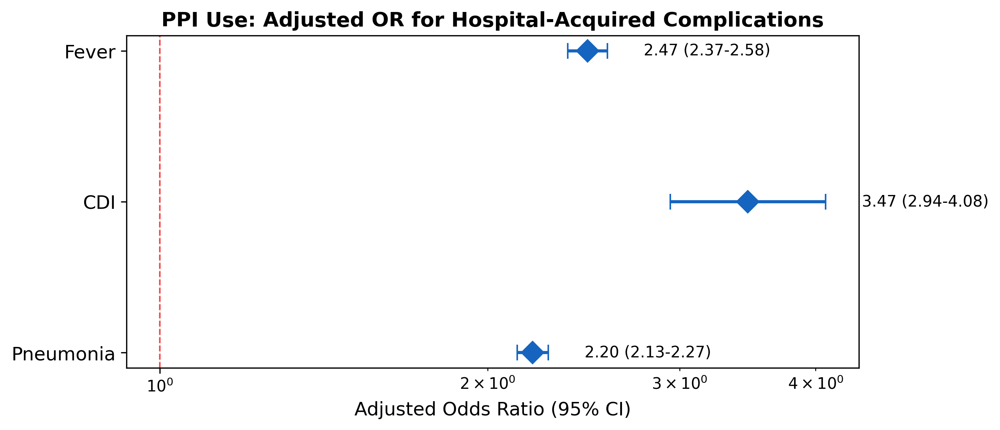 PPI Use: Adjusted OR for Hospital-Acquired Complications
Fever
2.47 (2.37-2.58)
CDI
3.47 (2.94-4.08)
Pneumonia
2.20 (2.13-2.27)
10⁰
2 × 10⁰
3 × 10⁰
4 × 10⁰
Adjusted Odds Ratio (95% CI)